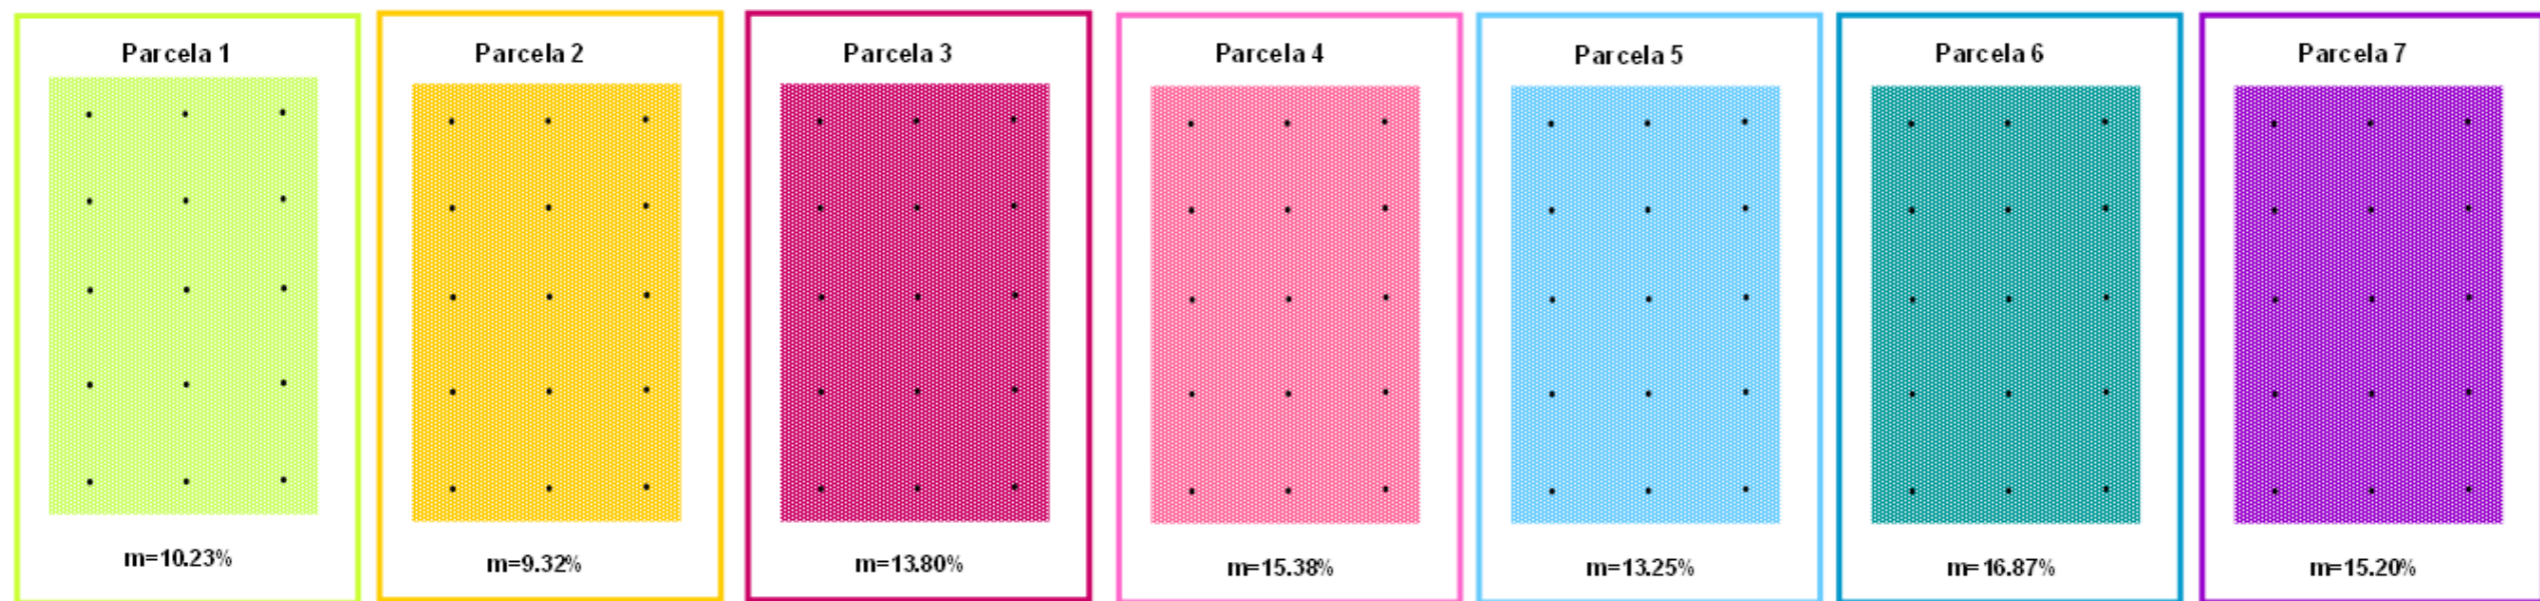 Parcela 1
Parcela 2
Parcela 3
Parcela 4
Parcela 5
Parcela 6
Parcela 7
m=10.23%
m=9.32%
m=13.80%
m=15.38%
m=13.25%
m=16.87%
m=15.20%